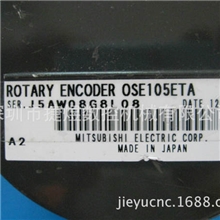 ROTARY ENCODER OSE105ETA
SER.J5AW08G8L08
DATE 12
A2
MITSUBISHI ELECTRIC CORP.
MADE IN JAPAN
jieyucnc.1688.com